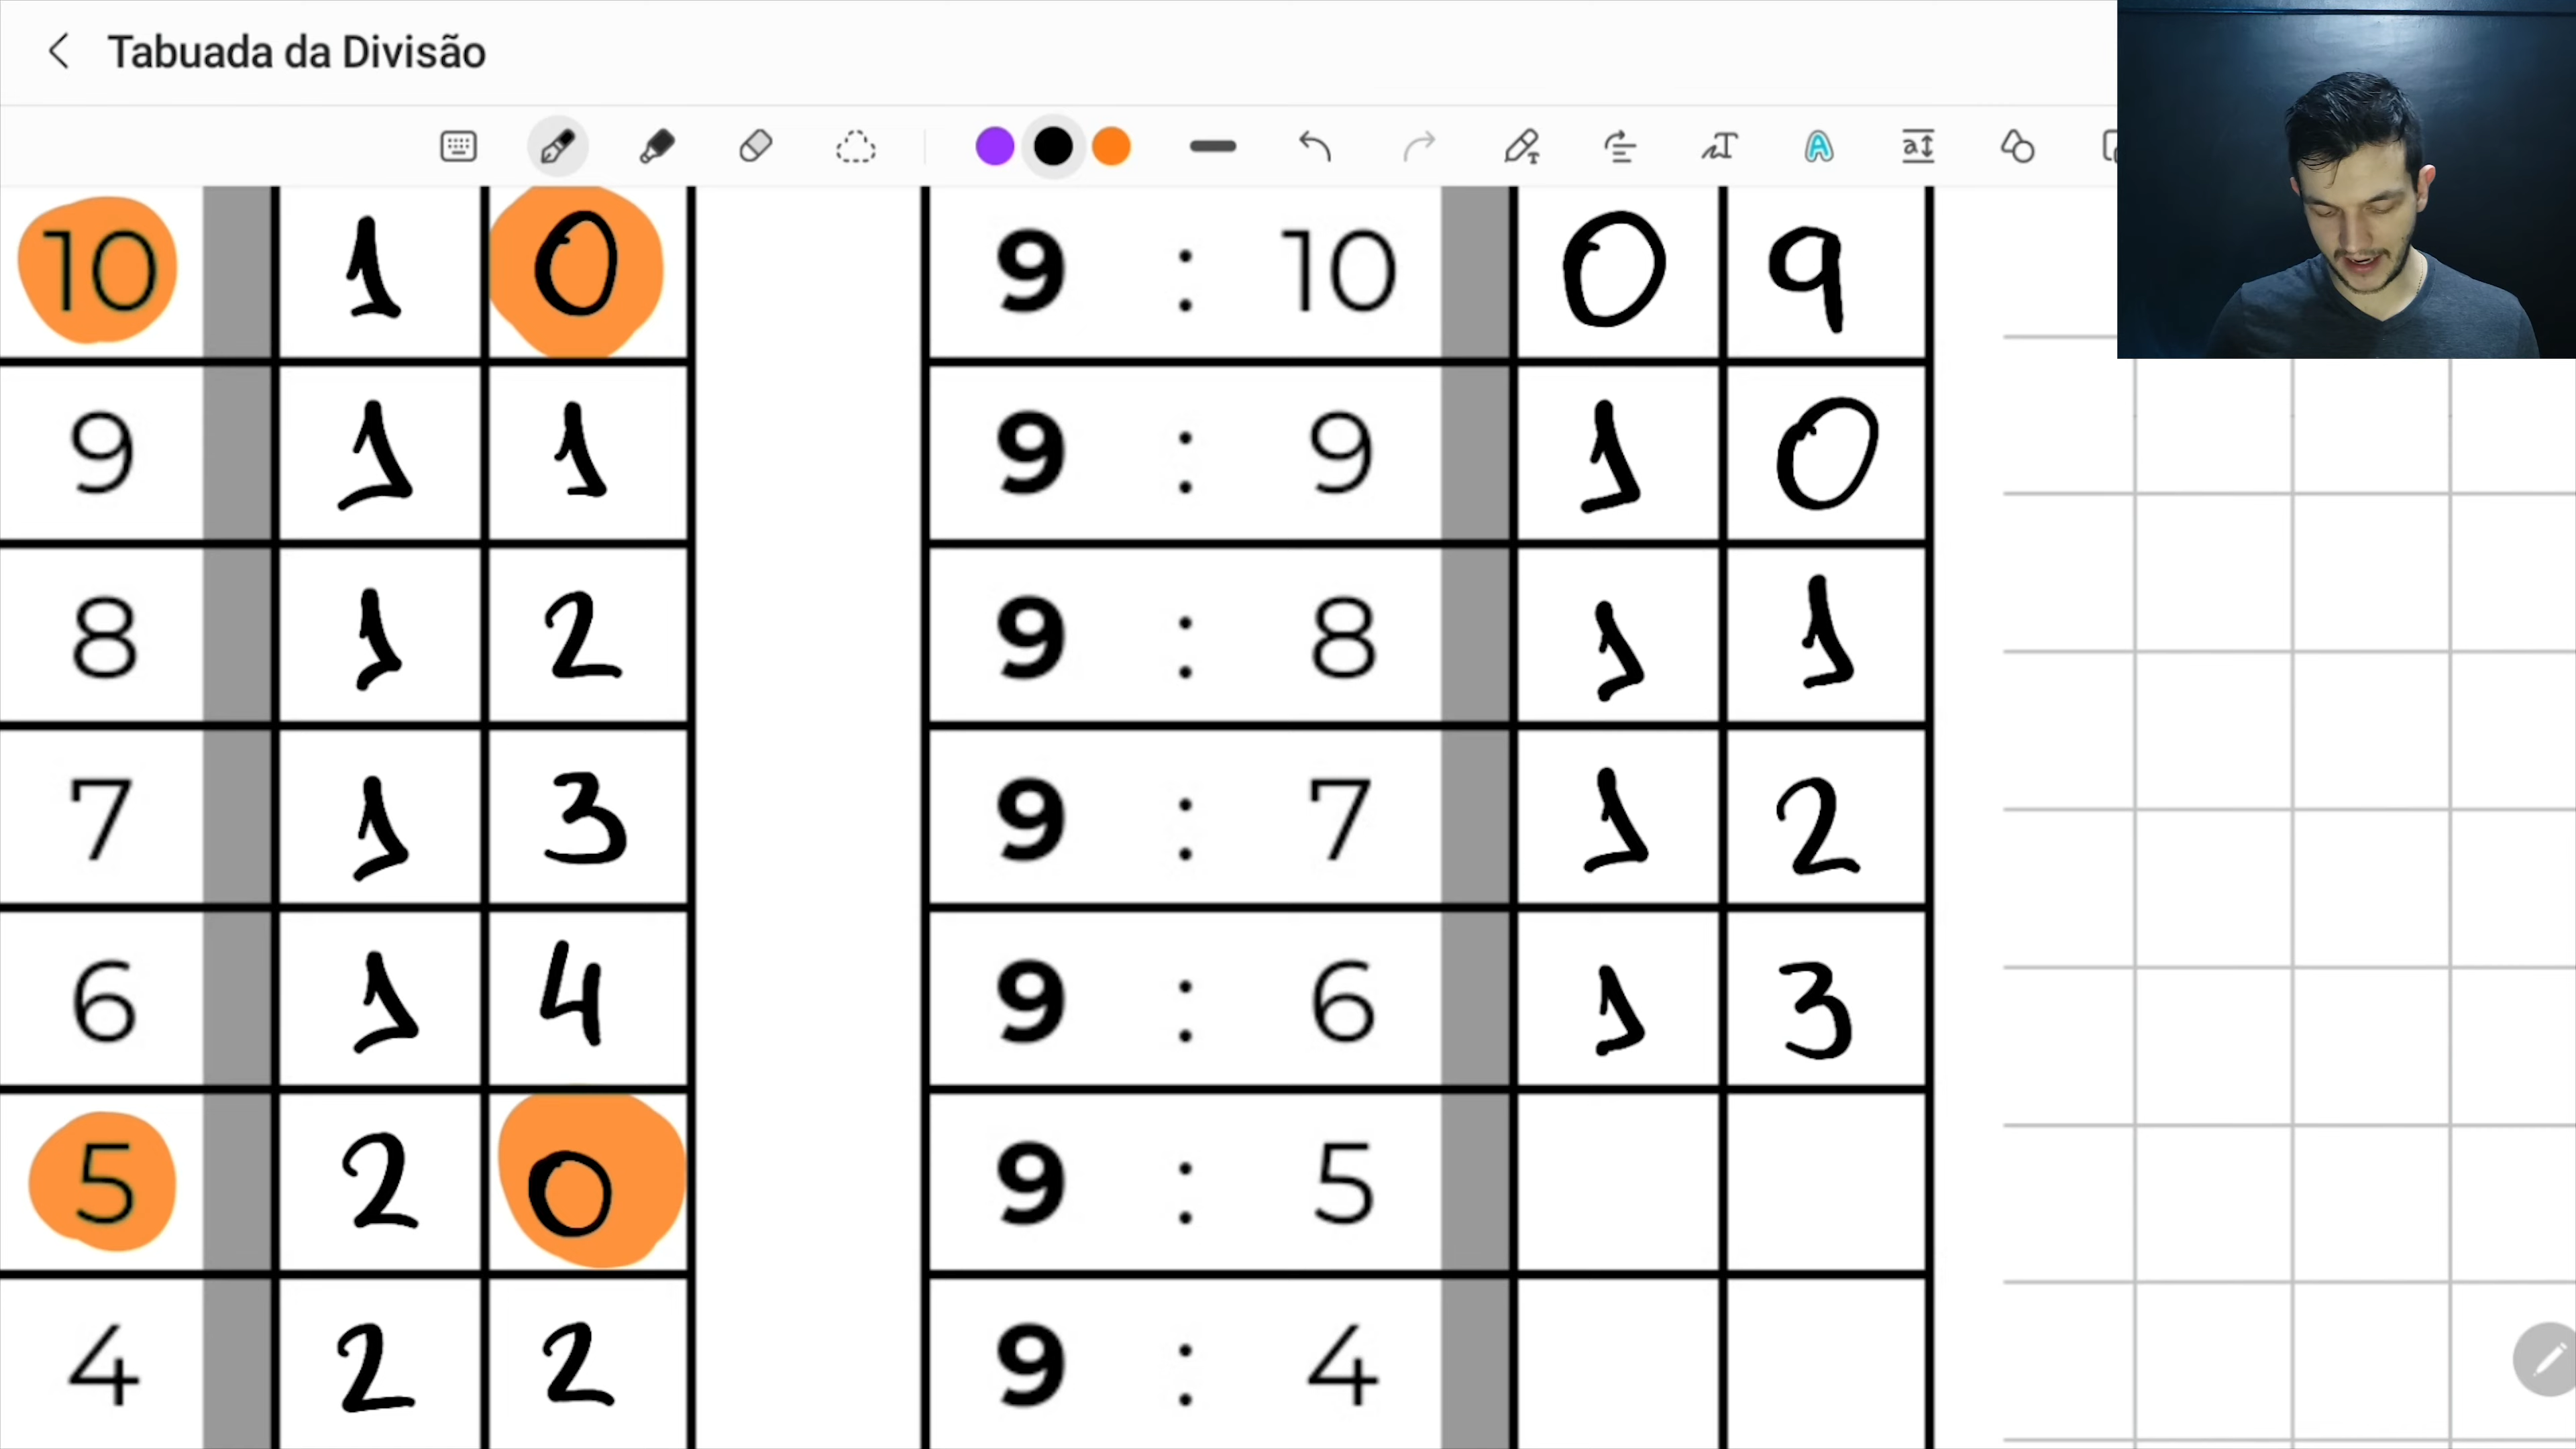 Tabuada da Divisão
10 1 0 9 : 10 0 9
9 1 1 9 : 9 1 0
8 1 2 9 : 8 1 1
7 1 3 9 : 7 1 2
6 1 4 9 : 6 1 3
5 2 0 9 : 5
4 2 2 9 : 4